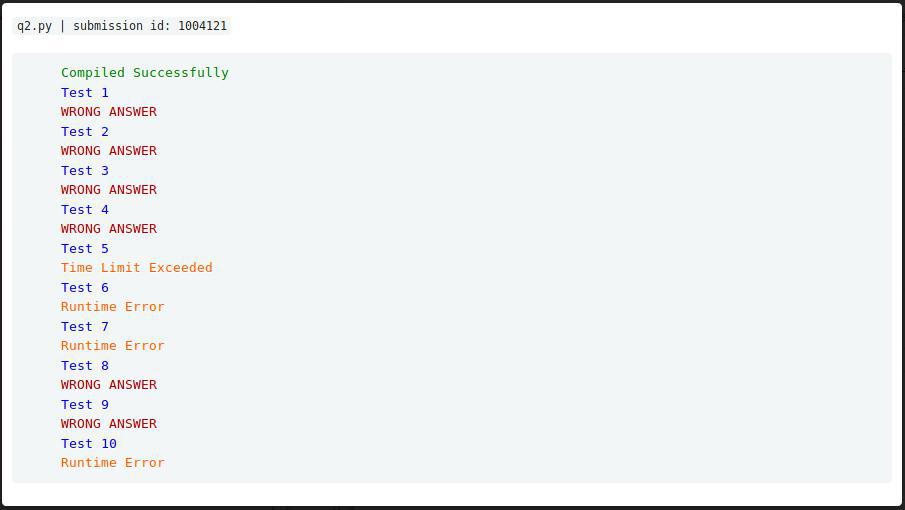 q2.py | submission id: 1004121
Compiled Successfully
Test 1
WRONG ANSWER
Test 2
WRONG ANSWER
Test 3
WRONG ANSWER
Test 4
WRONG ANSWER
Test 5
Time Limit Exceeded
Test 6
Runtime Error
Test 7
Runtime Error
Test 8
WRONG ANSWER
Test 9
WRONG ANSWER
Test 10
Runtime Error